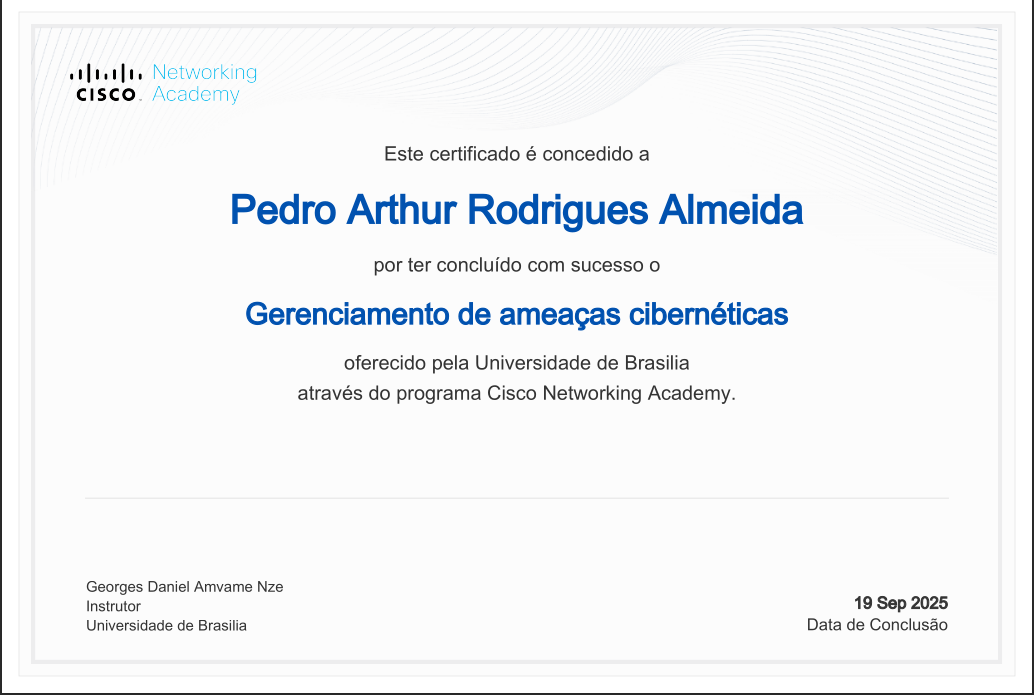 Networking
CISCO. Academy
Este certificado é concedido a
Pedro Arthur Rodrigues Almeida
por ter concluído com sucesso o
Gerenciamento de ameaças cibernéticas
oferecido pela Universidade de Brasilia
através do programa Cisco Networking Academy.
Georges Daniel Amvame Nze
Instrutor
Universidade de Brasilia
19 Sep 2025
Data de Conclusão